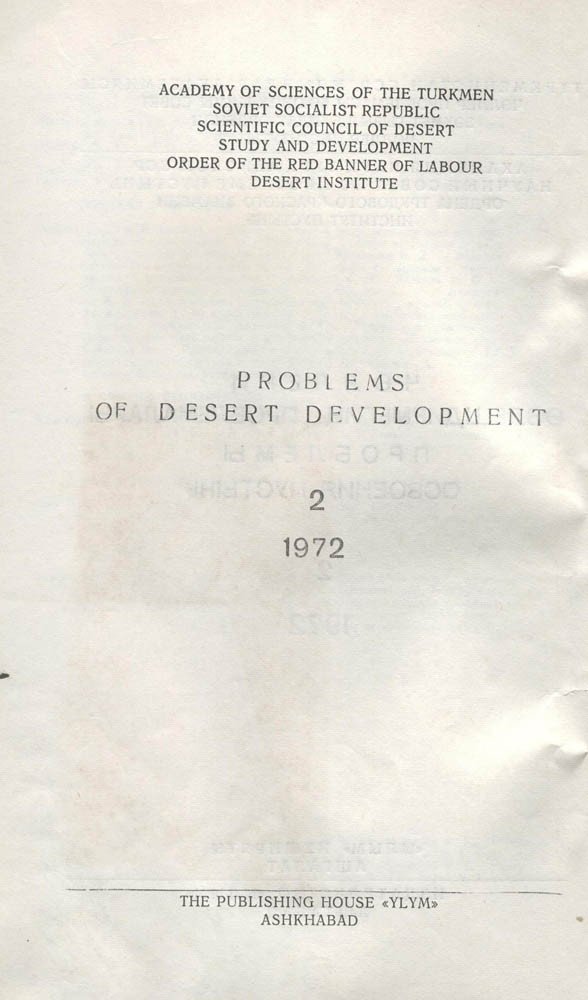 ACADEMY OF SCIENCES OF THE TURKMEN
SOVIET SOCIALIST REPUBLIC
SCIENTIFIC COUNCIL OF DESERT
STUDY AND DEVELOPMENT
ORDER OF THE RED BANNER OF LABOUR
DESERT INSTITUTE
PROBLEMS
OF DESERT DEVELOPMENT
2
1972
THE PUBLISHING HOUSE «YLYM»
ASHKHABAD